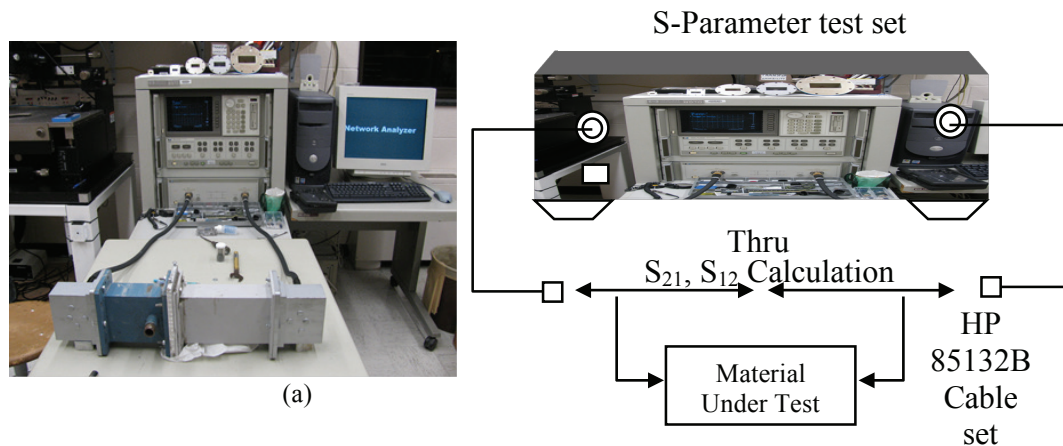 S-Parameter test set
Network Analyzer
Thru
S₂₁, S₁₂ Calculation
HP
85132B
Cable
set
Material
Under Test
(a)